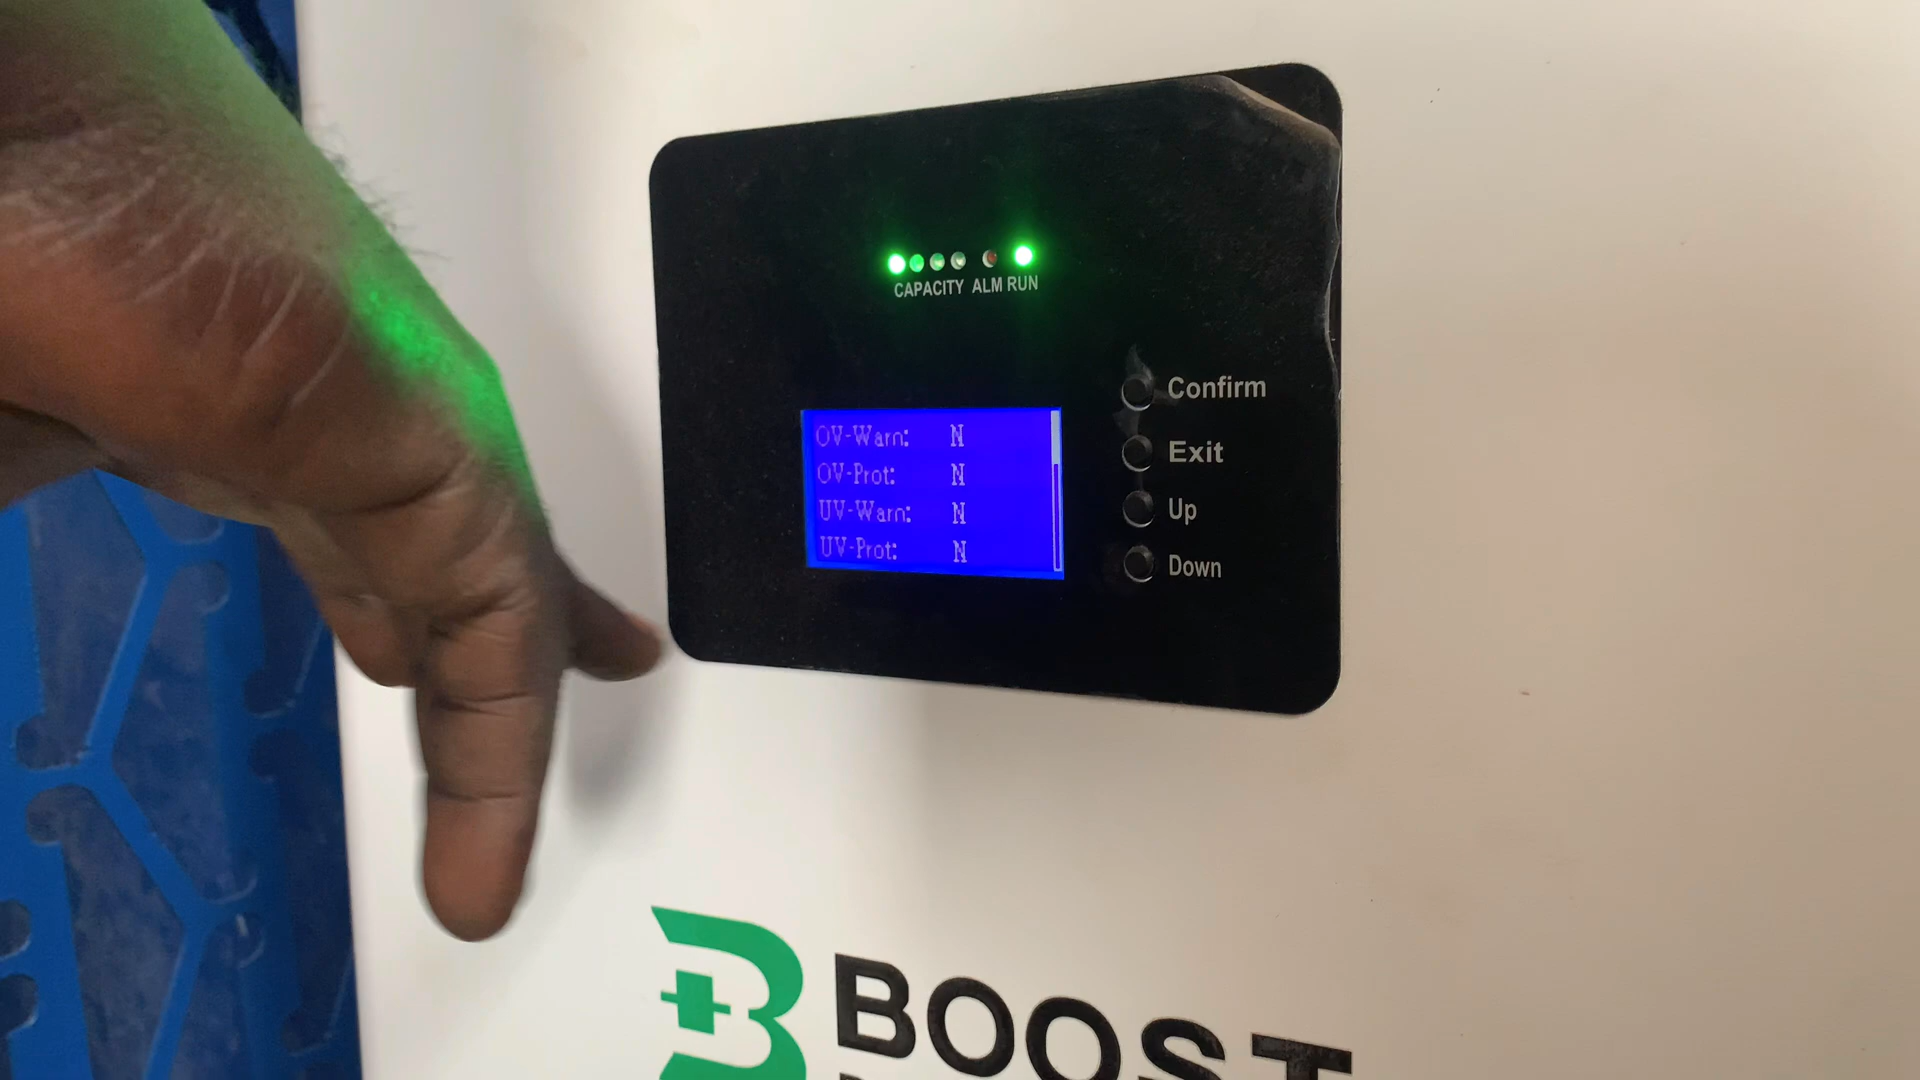 CAPACITY ALM RUN
OV-Warn: N
OV-Prot: N
UV-Warn: N
UV-Prot: N
Confirm
Exit
Up
Down
BOOST